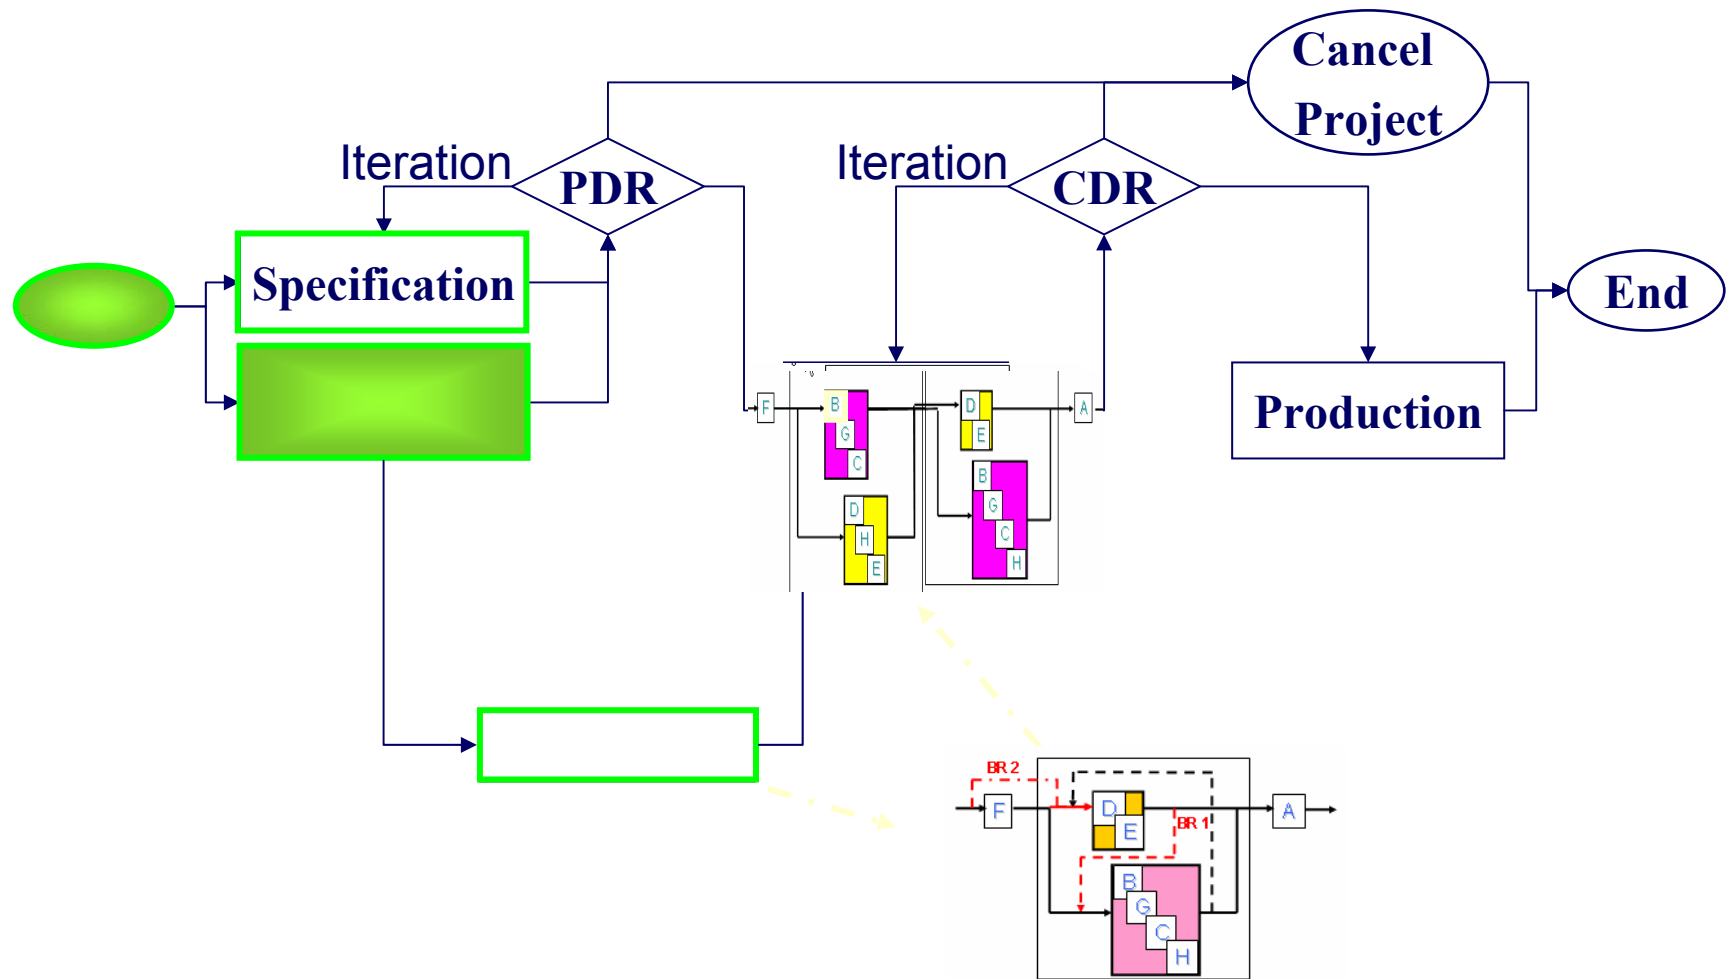 Cancel
Project
Iteration
PDR
Iteration
CDR
Specification
End
Production
F
B
G
C
D
H
E
D
E
B
G
C
H
A
BR 2
F
D
E
BR 1
B
G
C
H
A